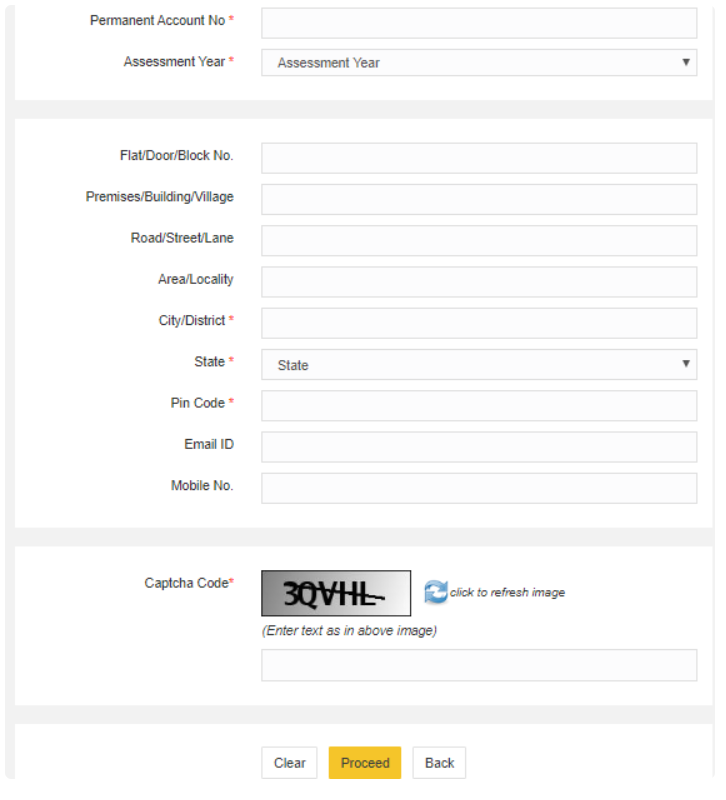 Permanent Account No *
Assessment Year * Assessment Year
Flat/Door/Block No.
Premises/Building/Village
Road/Street/Lane
Area/Locality
City/District *
State * State
Pin Code *
Email ID
Mobile No.
Captcha Code* 3QVHL click to refresh image
(Enter text as in above image)
Clear Proceed Back